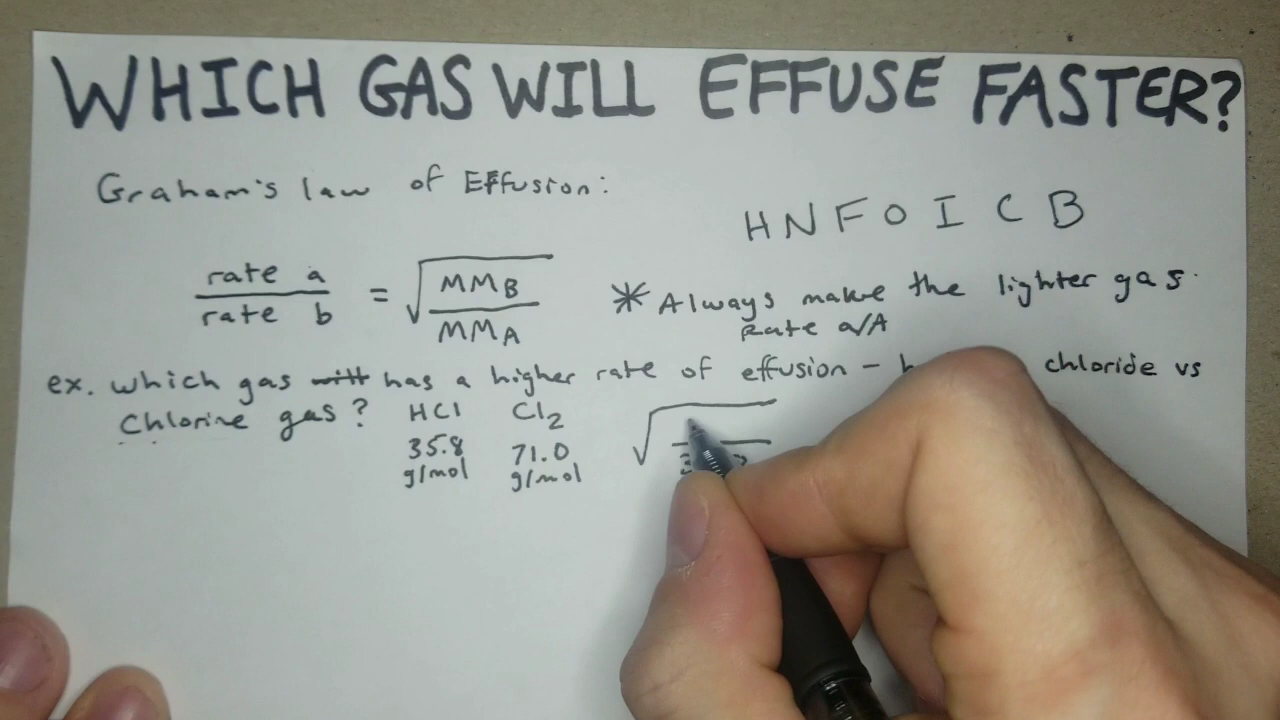 WHICH GAS WILL EFFUSE FASTER?
Graham's law of Effusion:
H N F O I C B
rate a
rate b
= √
MMB
MMA
* Always make the lighter gas
Rate a/A
ex. which gas will has a higher rate of effusion - chloride vs
Chlorine gas? HCl Cl2
35.8 71.0
g/mol g/mol
√